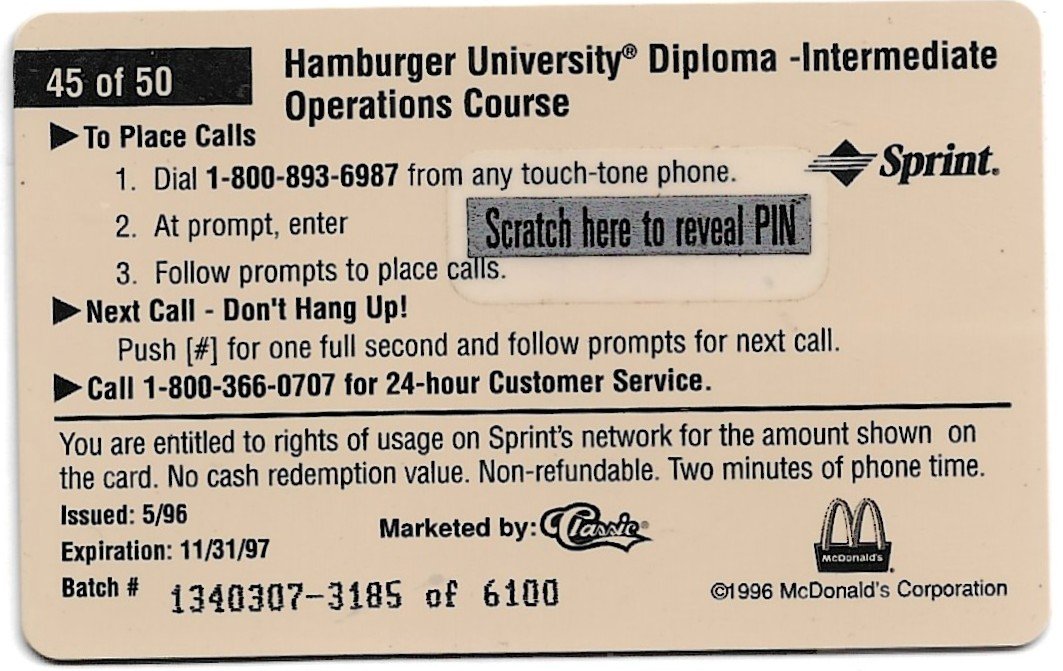 45 of 50
Hamburger University® Diploma -Intermediate
Operations Course
▶To Place Calls
1. Dial 1-800-893-6987 from any touch-tone phone.
Sprint.
2. At prompt, enter
Scratch here to reveal PIN
3. Follow prompts to place calls.
▶Next Call - Don't Hang Up!
Push [#] for one full second and follow prompts for next call.
▶Call 1-800-366-0707 for 24-hour Customer Service.
You are entitled to rights of usage on Sprint's network for the amount shown on
the card. No cash redemption value. Non-refundable. Two minutes of phone time.
Issued: 5/96
Expiration: 11/31/97
Marketed by: Classic®
McDonald's
Batch # 1340307-3185 of 6100
©1996 McDonald's Corporation